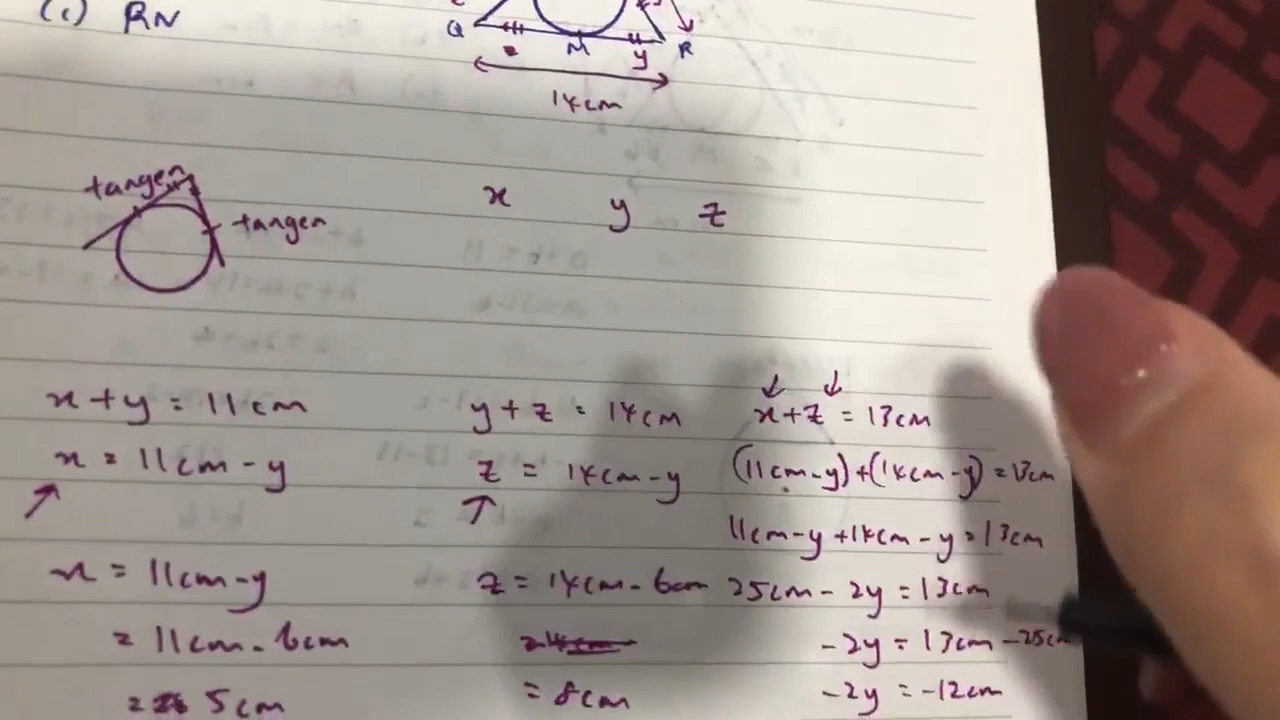 (c) RN
Q M y R
14cm
tangen
tangen
x y z
x + y = 11cm
x = 11cm - y
x = 11cm - y
= 11cm - 6cm
= 5cm
y + z = 14cm
z = 14cm - y
z = 14cm - 6cm
= 8cm
x + z = 13cm
(11cm - y) + (14cm - y) = 13cm
11cm - y + 14cm - y = 13cm
25cm - 2y = 13cm
-2y = 13cm - 25cm
-2y = -12cm